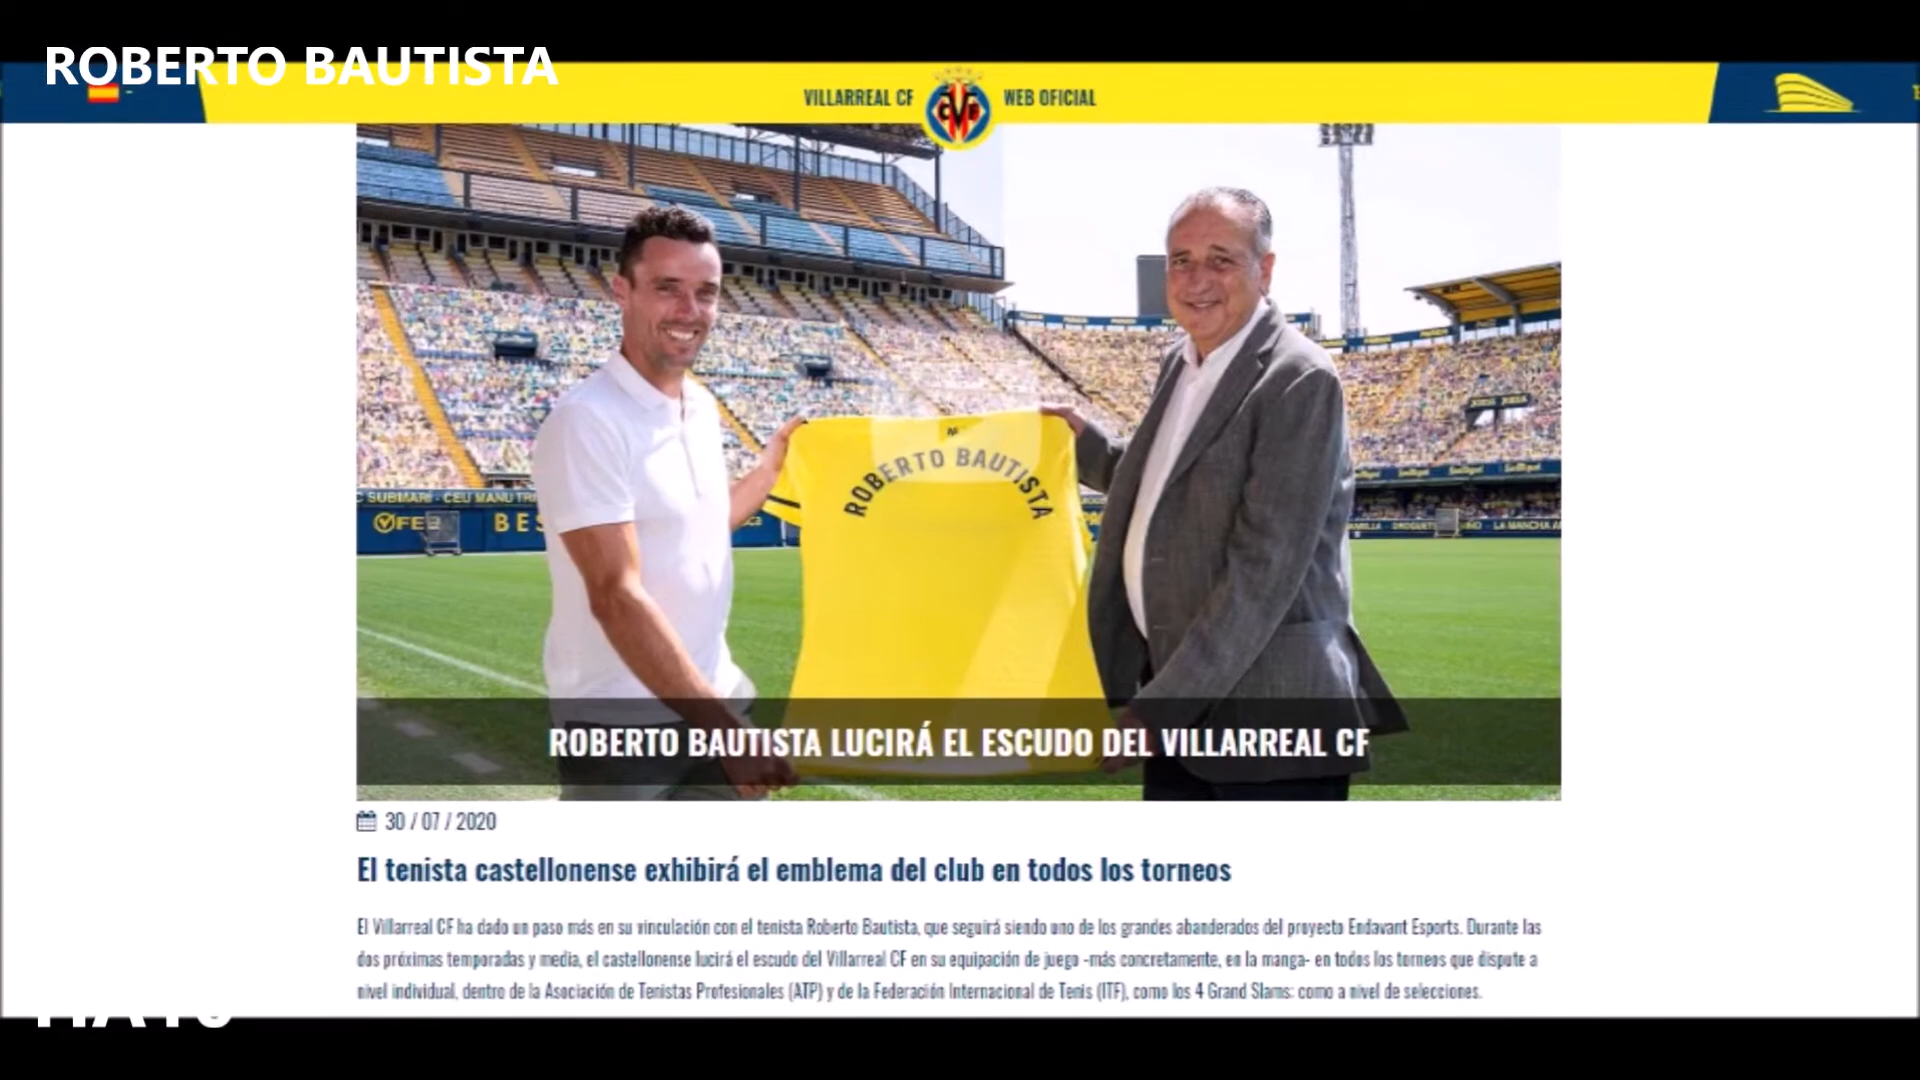 ROBERTO BAUTISTA
VILLARREAL CF
WEB OFICIAL
ROBERTO BAUTISTA
ROBERTO BAUTISTA LUCIRÁ EL ESCUDO DEL VILLARREAL CF
30 / 07 / 2020
El tenista castellonense exhibirá el emblema del club en todos los torneos
El Villarreal CF ha dado un paso más en su vinculación con el tenista Roberto Bautista, que seguirá siendo uno de los grandes abanderados del proyecto Endavant Esports. Durante las
dos próximas temporadas y media, el castellonense lucirá el escudo del Villarreal CF en su equipación de juego -más concretamente, en la manga- en todos los torneos que dispute a
nivel individual, dentro de la Asociación de Tenistas Profesionales (ATP) y de la Federación Internacional de Tenis (ITF), como los 4 Grand Slams; como a nivel de selecciones.